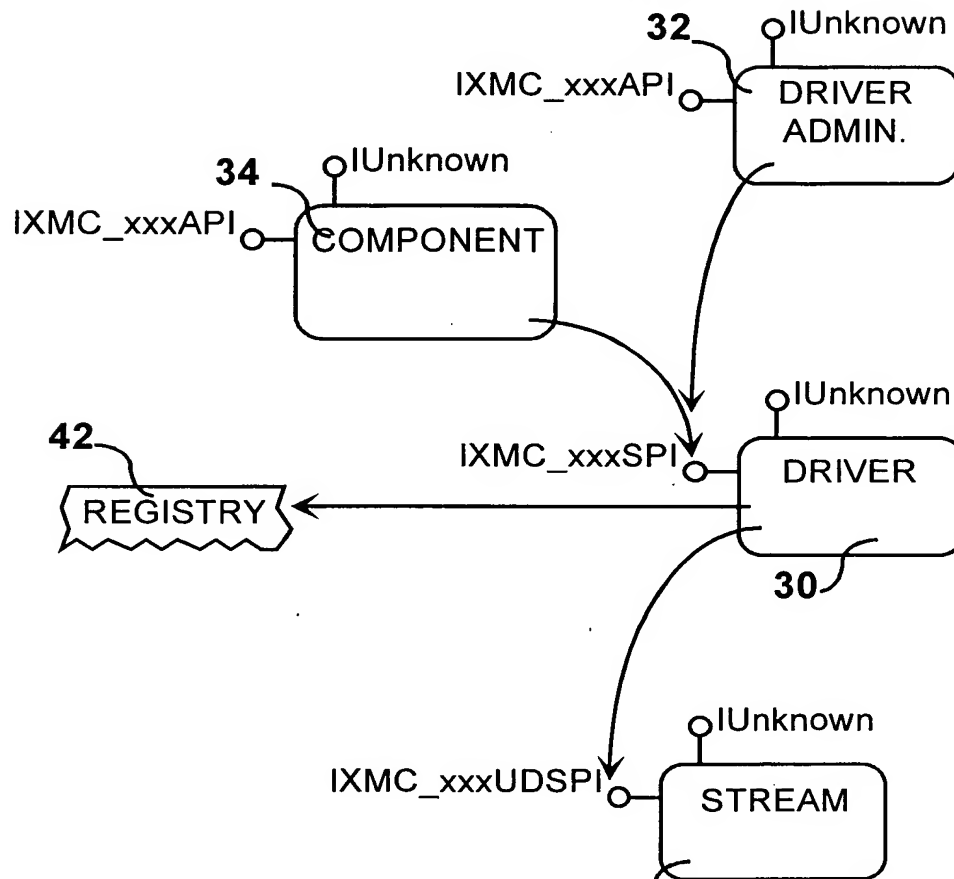 32
IUnknown
IXMC_xxxAPI
DRIVER
ADMIN.
34
IUnknown
IXMC_xxxAPI
COMPONENT
IUnknown
42
IXMC_xxxSPI
DRIVER
REGISTRY
30
IUnknown
IXMC_xxxUDSPI
STREAM